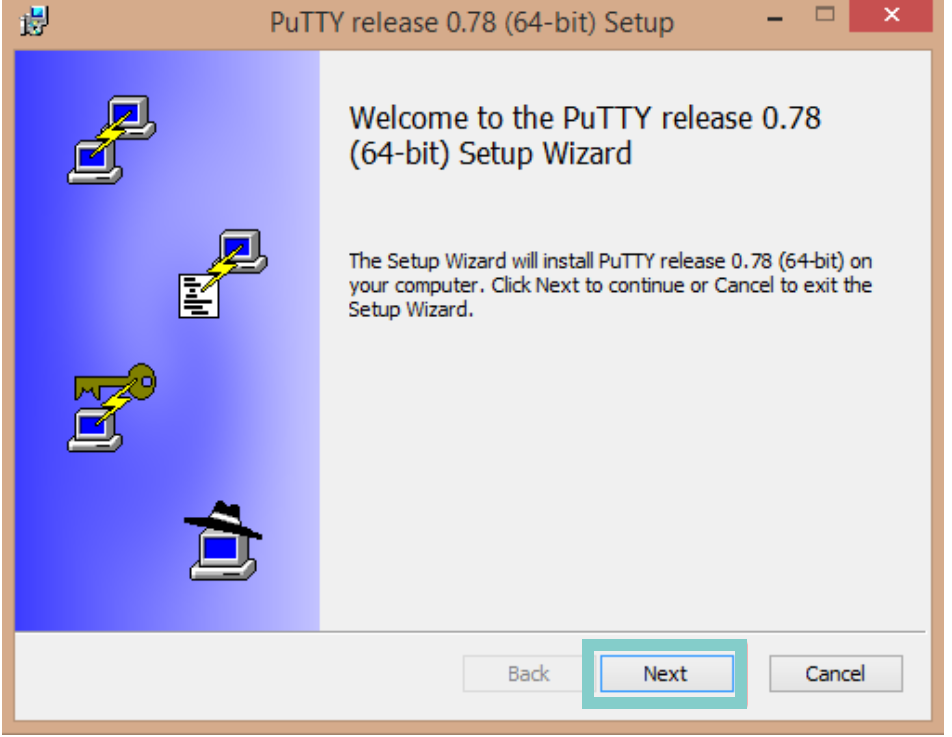 PuTTY release 0.78 (64-bit) Setup
Welcome to the PuTTY release 0.78
(64-bit) Setup Wizard
The Setup Wizard will install PuTTY release 0.78 (64-bit) on
your computer. Click Next to continue or Cancel to exit the
Setup Wizard.
Back Next Cancel